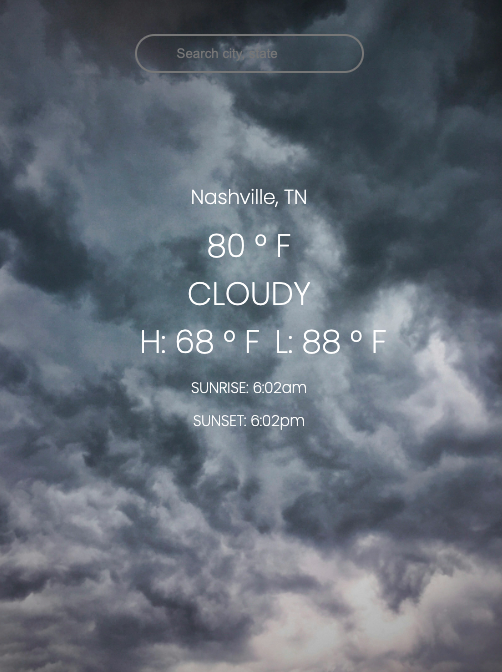 Search city, state
Nashville, TN
80 º F
CLOUDY
H: 68 º F L: 88 º F
SUNRISE: 6:02am
SUNSET: 6:02pm